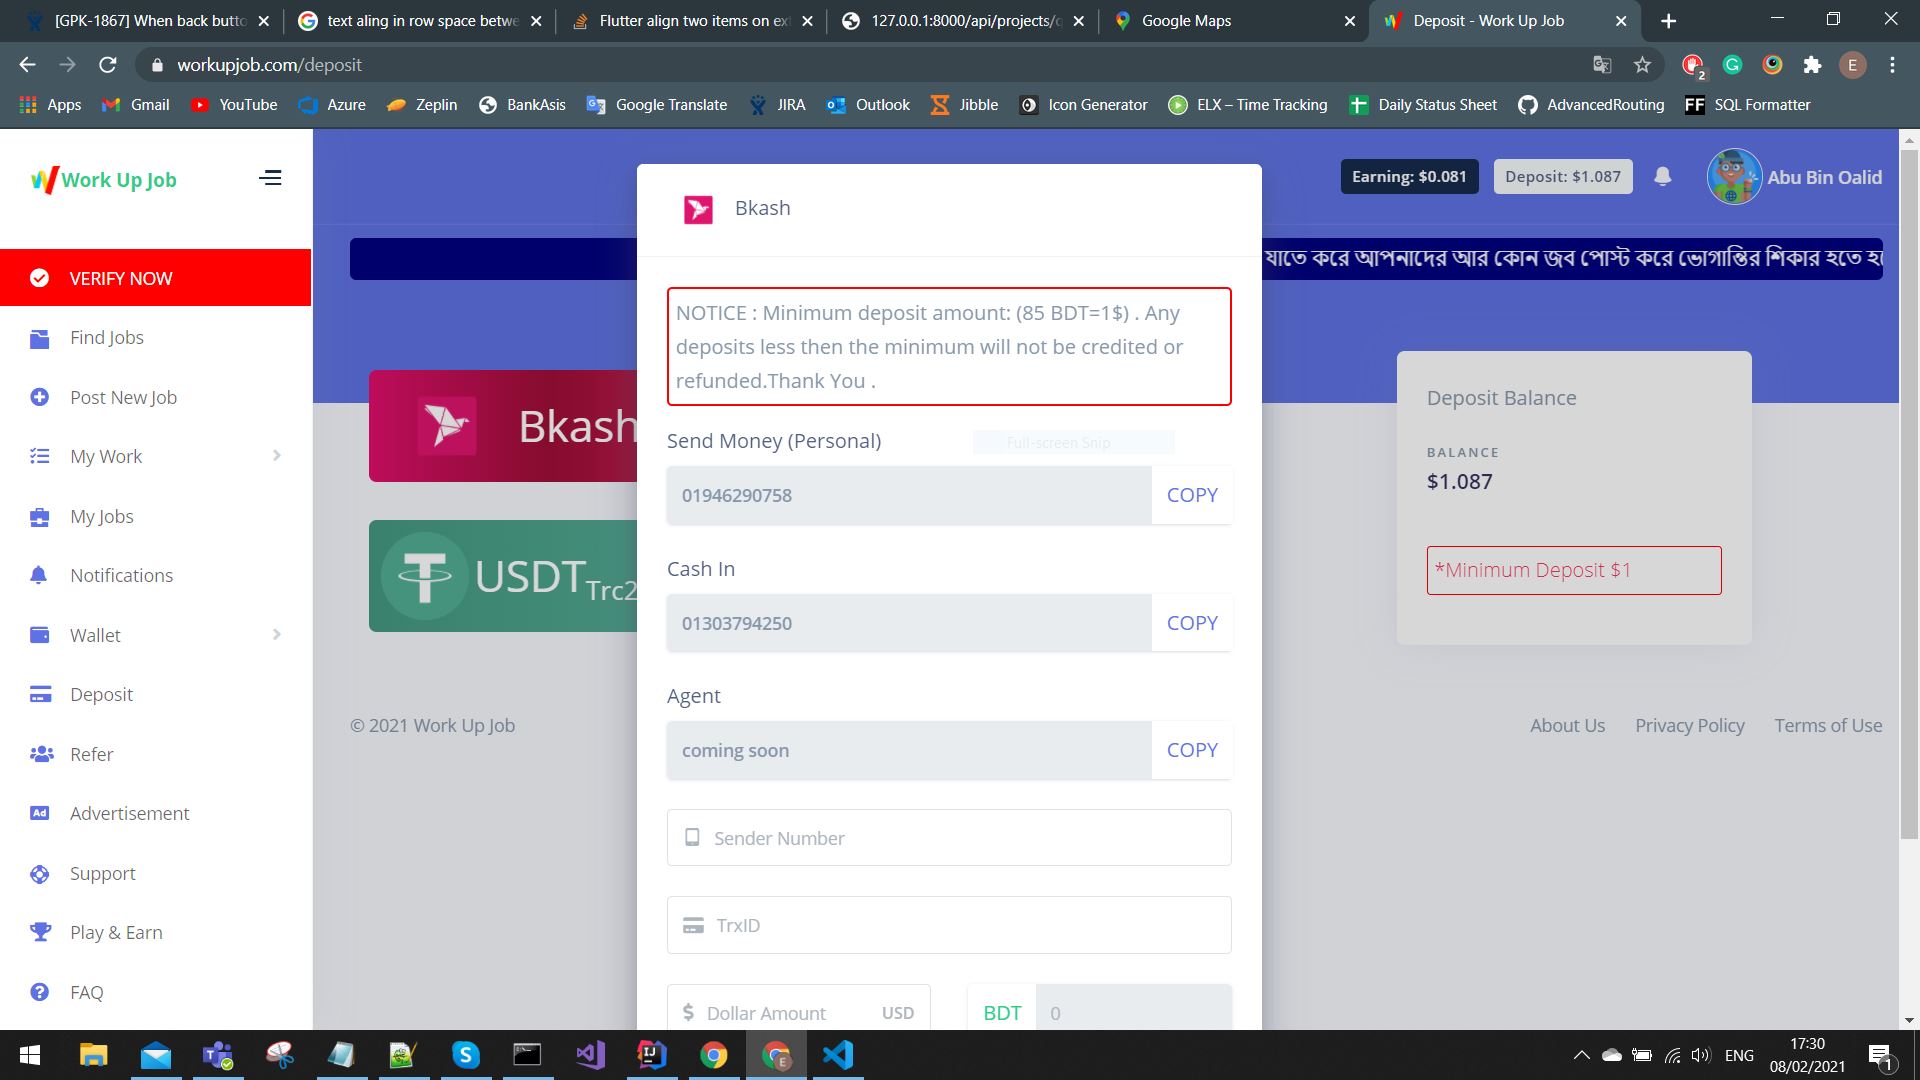 [GPK-1867] When back butto
text aling in row space betwe
Flutter align two items on ext
127.0.0.1:8000/api/projects/q
Google Maps
Deposit - Work Up Job
workupjob.com/deposit
2
E
Apps
Gmail
YouTube
Azure
Zeplin
BankAsis
Google Translate
JIRA
Outlook
Jibble
Icon Generator
ELX – Time Tracking
Daily Status Sheet
AdvancedRouting
FF SQL Formatter
Work Up Job
VERIFY NOW
Find Jobs
Post New Job
My Work
My Jobs
Notifications
Wallet
Deposit
Refer
Ad Advertisement
Support
Play & Earn
FAQ
Earning: $0.081
Deposit: $1.087
Abu Bin Oalid
যাতে করে আপনাদের আর কোন জব পোস্ট করে ভোগান্তির শিকার হতে
Bkash
USDT Trc2
© 2021 Work Up Job
Bkash
NOTICE : Minimum deposit amount: (85 BDT=1$) . Any
deposits less then the minimum will not be credited or
refunded.Thank You .
Send Money (Personal)
Full-screen Snip
01946290758 COPY
Cash In
01303794250 COPY
Agent
coming soon COPY
Sender Number
TrxID
$ Dollar Amount USD
BDT 0
Deposit Balance
BALANCE
$1.087
*Minimum Deposit $1
About Us Privacy Policy Terms of Use
E
ENG
17:30
08/02/2021
1